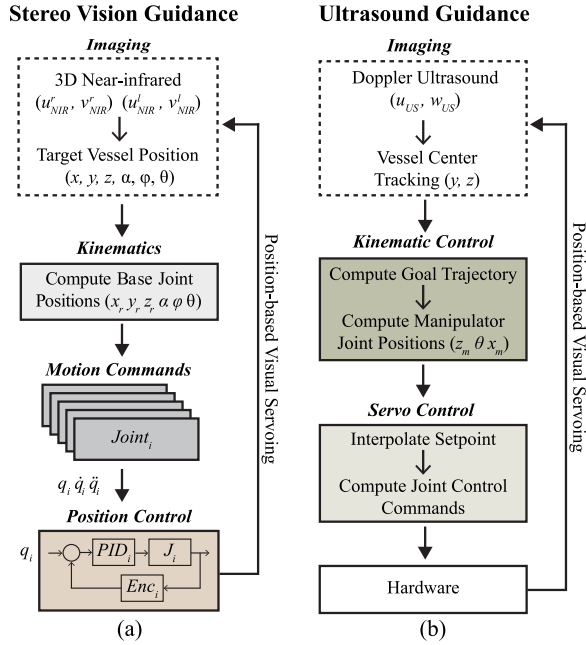 Stereo Vision Guidance
Imaging
3D Near-infrared
(u^r_NIR, v^r_NIR) (u^l_NIR, v^l_NIR)
Target Vessel Position
(x, y, z, α, φ, θ)
Kinematics
Compute Base Joint
Positions (x_r y_r z_r α φ θ)
Motion Commands
Joint_i
q_i q̇_i q̈_i
Position Control
q_i
PID_i
J_i
Enc_i
Position-based Visual Servoing
(a)
Ultrasound Guidance
Imaging
Doppler Ultrasound
(u_US, w_US)
Vessel Center
Tracking (y, z)
Kinematic Control
Compute Goal Trajectory
Compute Manipulator
Joint Positions (z_m θ x_m)
Servo Control
Interpolate Setpoint
Compute Joint Control
Commands
Hardware
Position-based Visual Servoing
(b)